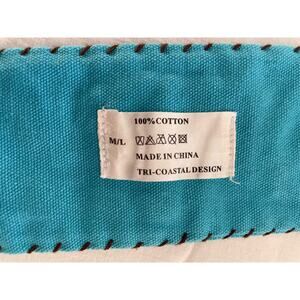 100% COTTON
M/L
MADE IN CHINA
TRI-COASTAL DESIGN